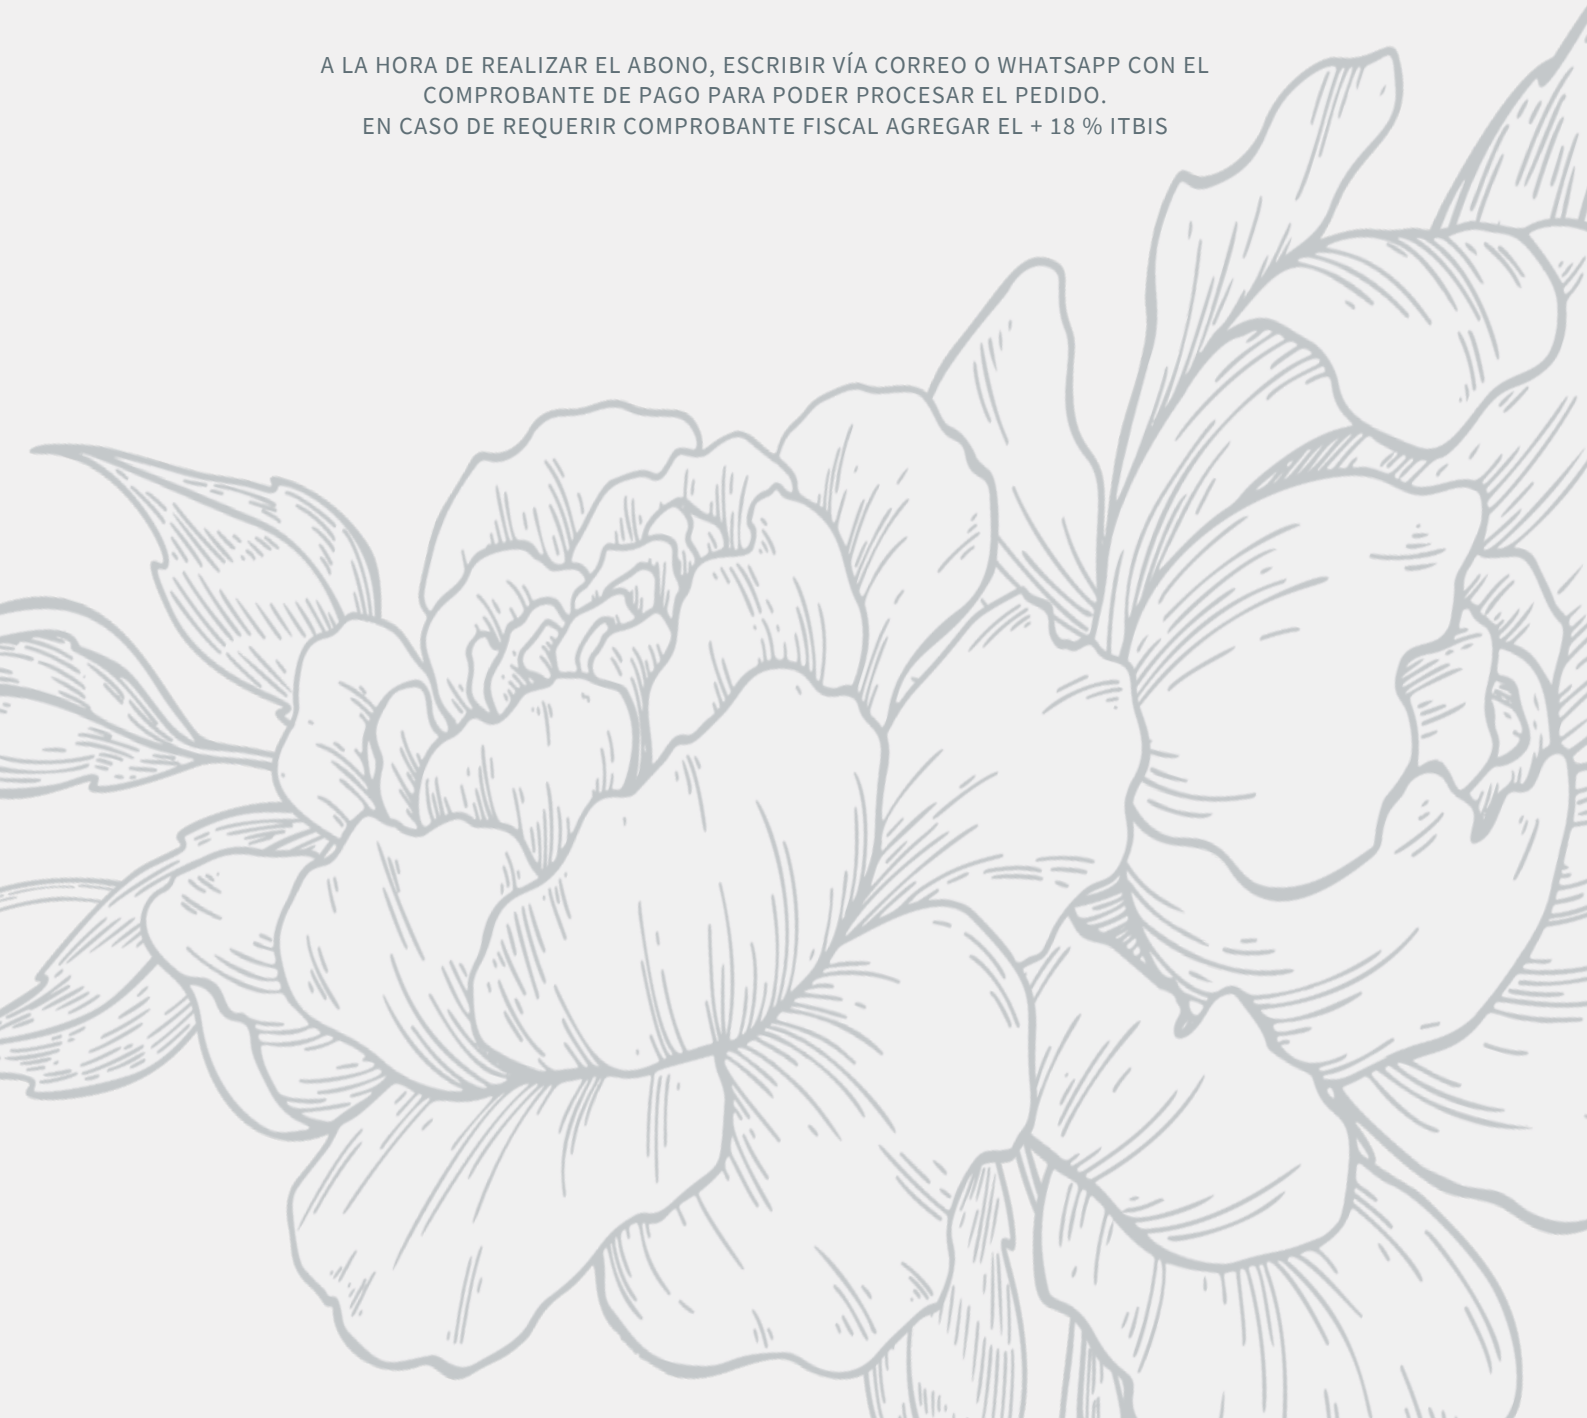 A LA HORA DE REALIZAR EL ABONO, ESCRIBIR VÍA CORREO O WHATSAPP CON EL
COMPROBANTE DE PAGO PARA PODER PROCESAR EL PEDIDO.
EN CASO DE REQUERIR COMPROBANTE FISCAL AGREGAR EL + 18 % ITBIS